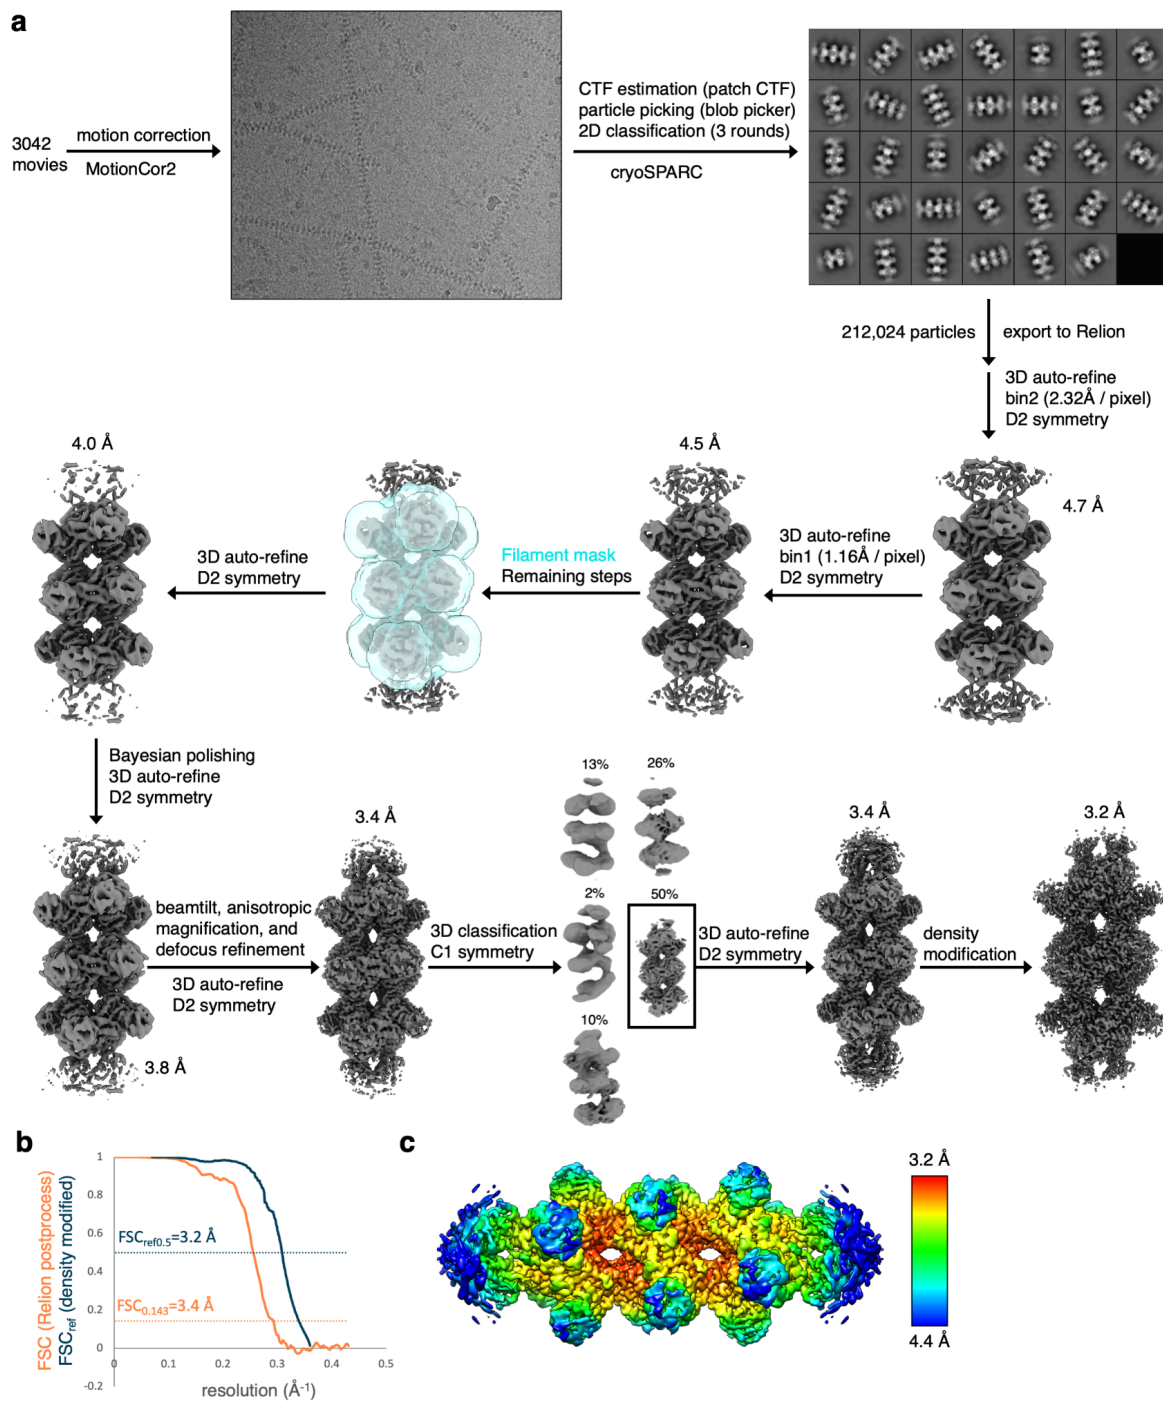 a
3042
movies
motion correction
MotionCor2
CTF estimation (patch CTF)
particle picking (blob picker)
2D classification (3 rounds)
cryoSPARC
212,024 particles
export to Relion
3D auto-refine
bin2 (2.32Å / pixel)
D2 symmetry
4.7 Å
3D auto-refine
bin1 (1.16Å / pixel)
D2 symmetry
4.5 Å
Filament mask
Remaining steps
3D auto-refine
D2 symmetry
4.0 Å
Bayesian polishing
3D auto-refine
D2 symmetry
3.8 Å
beamtilt, anisotropic
magnification, and
defocus refinement
3D auto-refine
D2 symmetry
3.4 Å
3D classification
C1 symmetry
13%
26%
2%
50%
10%
3D auto-refine
D2 symmetry
3.4 Å
density
modification
3.2 Å
b
FSC (Relion postprocess)
FSCref (density modified)
1
0.8
0.6
0.4
0.2
0
-0.2
FSCref0.5=3.2 Å
FSC0.143=3.4 Å
0
0.1
0.2
0.3
0.4
0.5
resolution (Å-1)
c
3.2 Å
4.4 Å